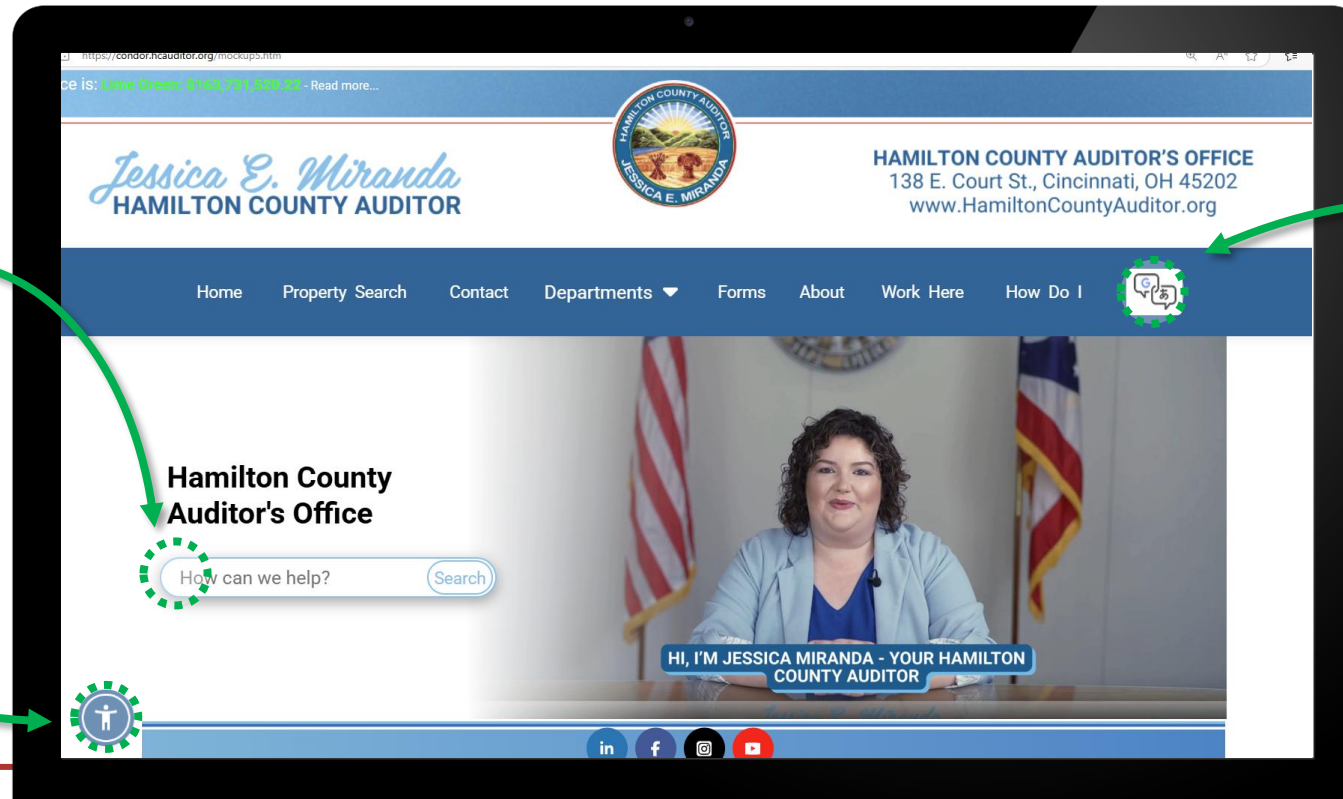 https://condor.hcauditor.org/mockup5.htm
ce is: Lime Green: $163,731,520.22 - Read more...
HAMILTON COUNTY AUDITOR
JESSICA E. MIRANDA
Jessica E. Miranda
HAMILTON COUNTY AUDITOR
HAMILTON COUNTY AUDITOR'S OFFICE
138 E. Court St., Cincinnati, OH 45202
www.HamiltonCountyAuditor.org
Home Property Search Contact Departments Forms About Work Here How Do I
Hamilton County
Auditor's Office
How can we help? Search
HI, I'M JESSICA MIRANDA - YOUR HAMILTON
COUNTY AUDITOR
Jessica E. Miranda